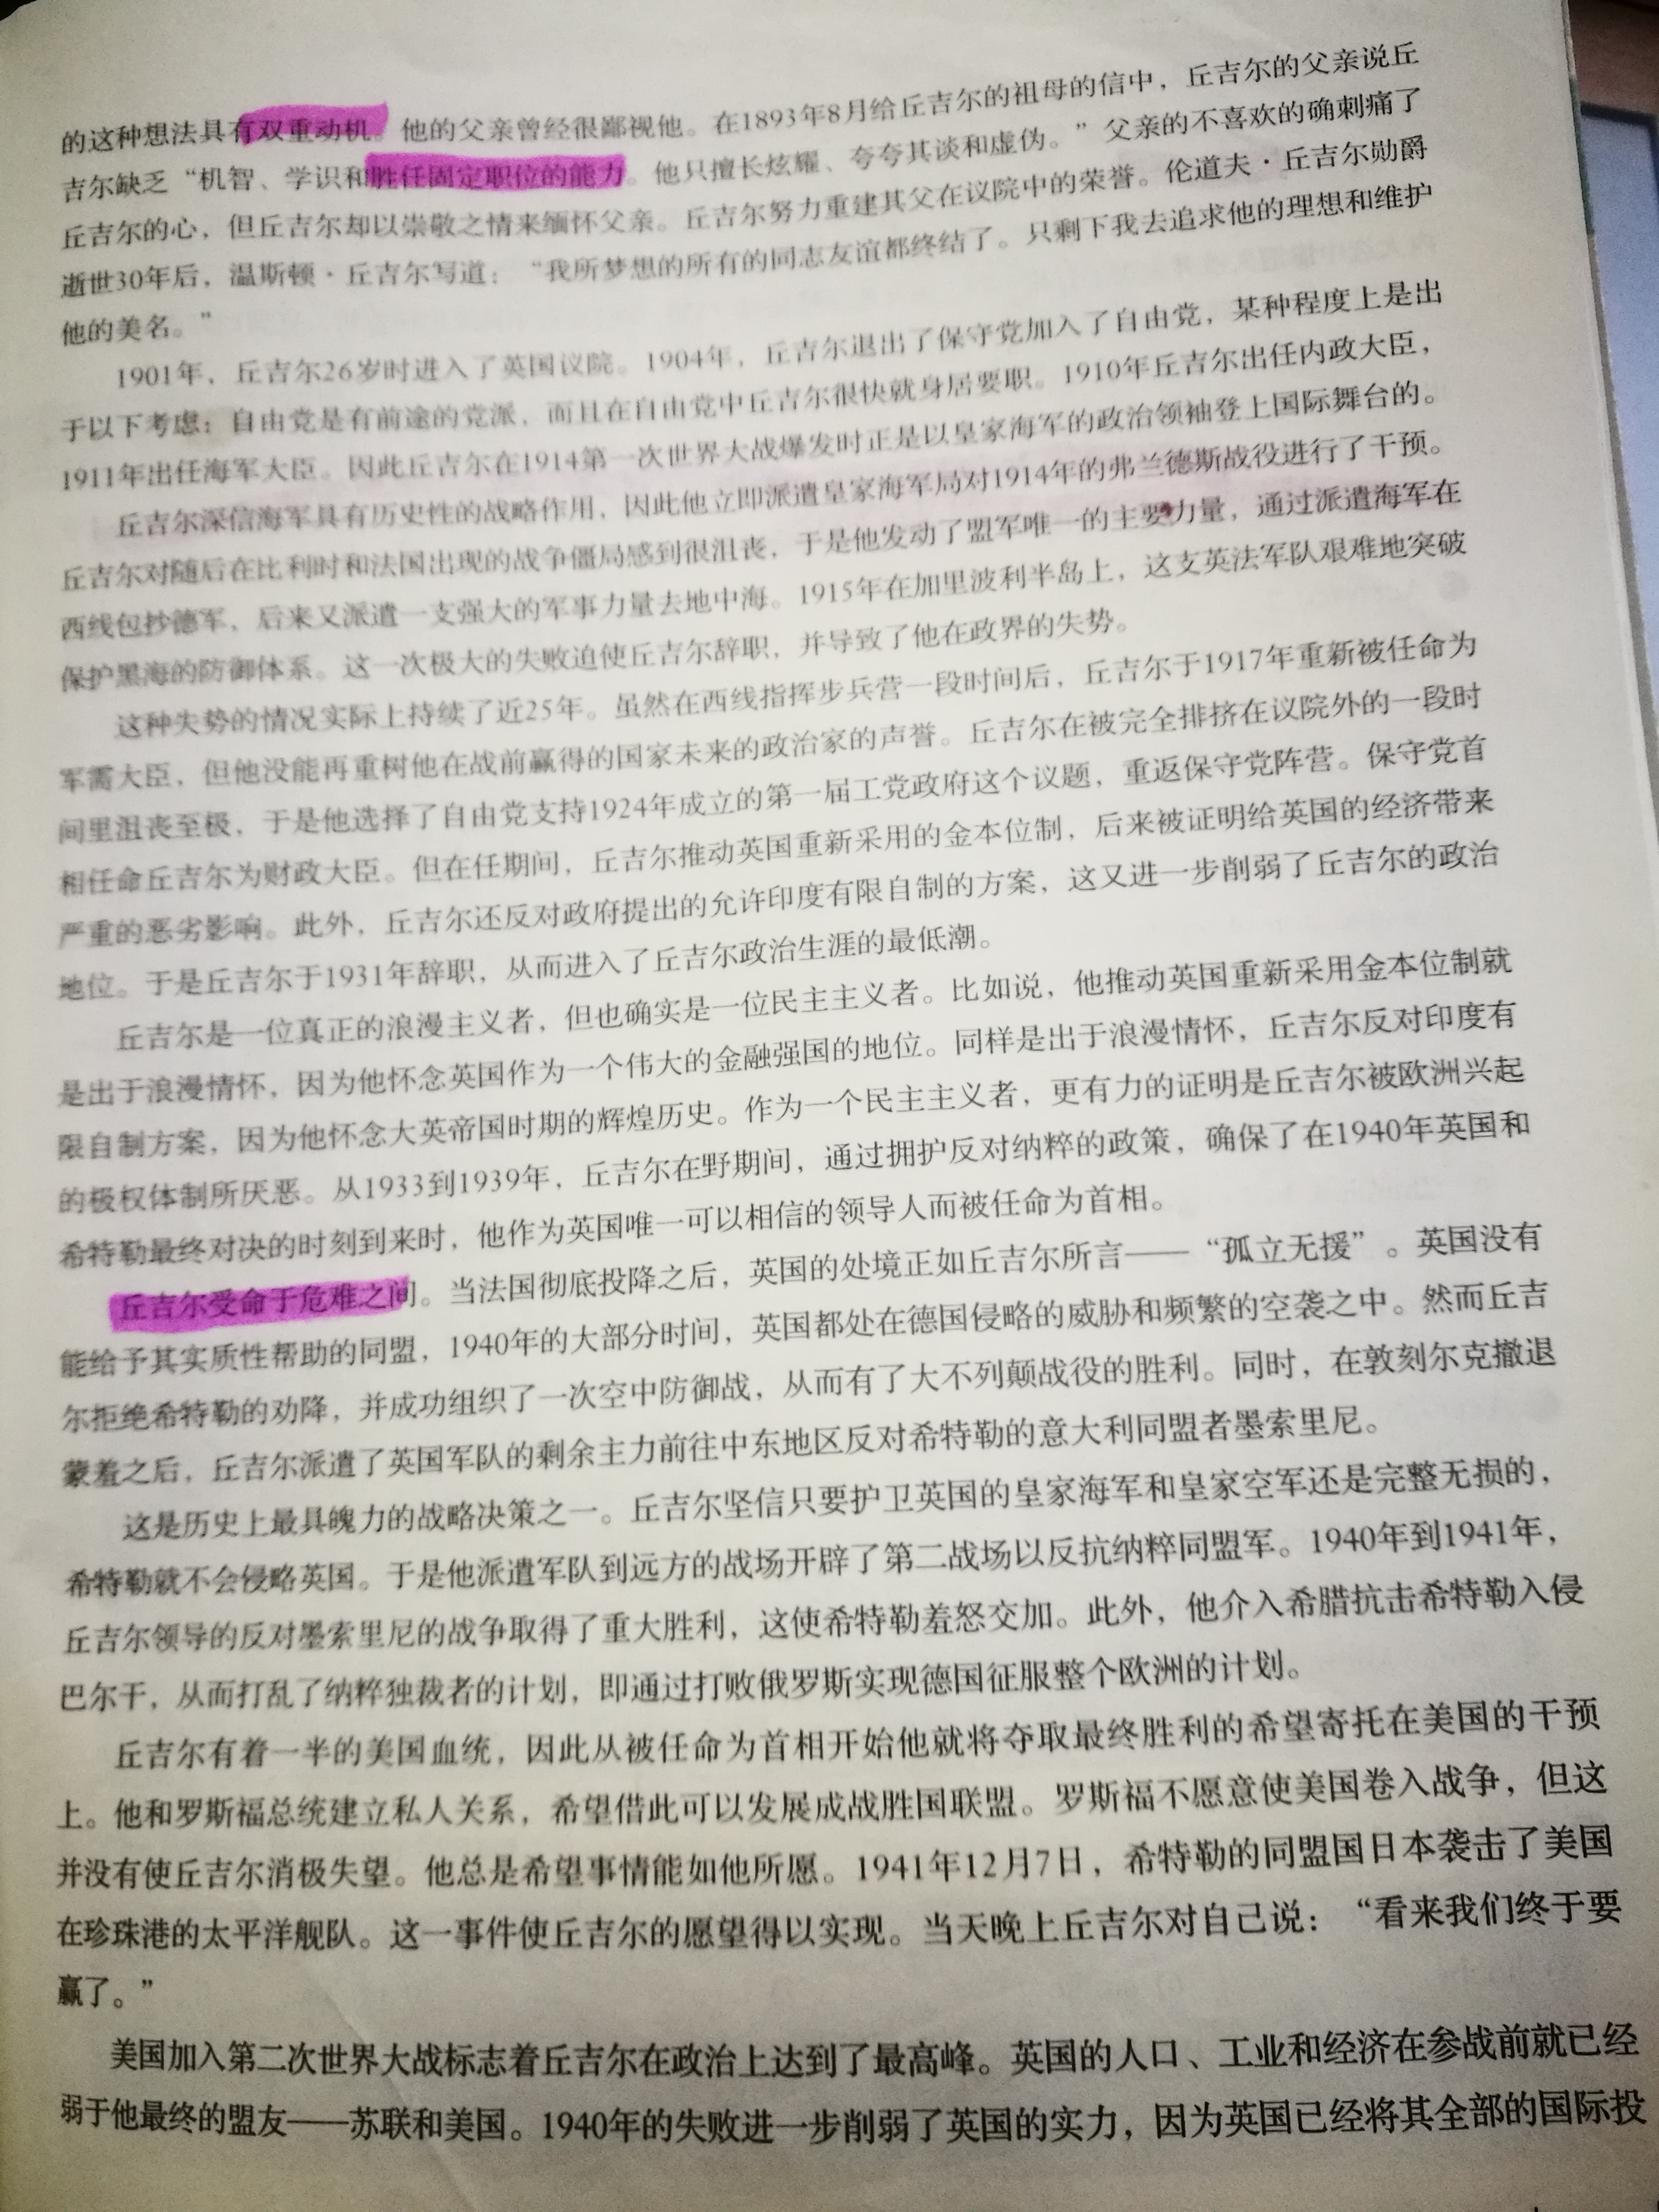 的这种想法具有双重动机。他的父亲曾经很鄙视他。在1893年8月给丘吉尔的祖母的信中，丘吉尔的父亲说丘
吉尔缺乏“机智、学识和胜任固定职位的能力。他只擅长炫耀、夸夸其谈和虚伪。”父亲的不喜欢的确刺痛了
丘吉尔的心，但丘吉尔却以崇敬之情来缅怀父亲。丘吉尔努力重建其父在议院中的荣誉。伦道夫·丘吉尔勋爵
逝世30年后，温斯顿·丘吉尔写道：“我所梦想的所有的同志友谊都终结了。只剩下我去追求他的理想和维护
他的美名。”
1901年，丘吉尔26岁时进入了英国议院。1904年，丘吉尔退出了保守党加入了自由党，某种程度上是出
于以下考虑：自由党是有前途的党派，而且在自由党中丘吉尔很快就身居要职。1910年丘吉尔出任内政大臣，
1911年出任海军大臣。因此丘吉尔在1914第一次世界大战爆发时正是以皇家海军的政治领袖登上国际舞台的。
丘吉尔深信海军具有历史性的战略作用，因此他立即派遣皇家海军局对1914年的弗兰德斯战役进行了干预。
丘吉尔对随后在比利时和法国出现的战争僵局感到很沮丧，于是他发动了盟军唯一的主要力量，通过派遣海军在
西线包抄德军，后来又派遣一支强大的军事力量去地中海。1915年在加里波利半岛上，这支英法军队艰难地突破
保护黑海的防御体系。这一次极大的失败迫使丘吉尔辞职，并导致了他在政界的失势。
这种失势的情况实际上持续了近25年。虽然在西线指挥步兵营一段时间后，丘吉尔于1917年重新被任命为
军需大臣，但他没能再重树他在战前赢得的国家未来的政治家的声誉。丘吉尔在被完全排挤在议院外的一段时
间里沮丧至极，于是他选择了自由党支持1924年成立的第一届工党政府这个议题，重返保守党阵营。保守党首
相任命丘吉尔为财政大臣。但在任期间，丘吉尔推动英国重新采用的金本位制，后来被证明给英国的经济带来
严重的恶劣影响。此外，丘吉尔还反对政府提出的允许印度有限自制的方案，这又进一步削弱了丘吉尔的政治
地位。于是丘吉尔于1931年辞职，从而进入了丘吉尔政治生涯的最低潮。
丘吉尔是一位真正的浪漫主义者，但也确实是一位民主主义者。比如说，他推动英国重新采用金本位制就
是出于浪漫情怀，因为他怀念英国作为一个伟大的金融强国的地位。同样是出于浪漫情怀，丘吉尔反对印度有
限自制方案，因为他怀念大英帝国时期的辉煌历史。作为一个民主主义者，更有力的证明是丘吉尔被欧洲兴起
的极权体制所厌恶。从1933到1939年，丘吉尔在野期间，通过拥护反对纳粹的政策，确保了在1940年英国和
希特勒最终对决的时刻到来时，他作为英国唯一可以相信的领导人而被任命为首相。
丘吉尔受命于危难之间。当法国彻底投降之后，英国的处境正如丘吉尔所言——“孤立无援”。英国没有
能给予其实质性帮助的同盟，1940年的大部分时间，英国都处在德国侵略的威胁和频繁的空袭之中。然而丘吉
尔拒绝希特勒的劝降，并成功组织了一次空中防御战，从而有了大不列颠战役的胜利。同时，在敦刻尔克撤退
蒙羞之后，丘吉尔派遣了英国军队的剩余主力前往中东地区反对希特勒的意大利同盟者墨索里尼。
这是历史上最具魄力的战略决策之一。丘吉尔坚信只要护卫英国的皇家海军和皇家空军还是完整无损的，
希特勒就不会侵略英国。于是他派遣军队到远方的战场开辟了第二战场以反抗纳粹同盟军。1940年到1941年，
丘吉尔领导的反对墨索里尼的战争取得了重大胜利，这使希特勒羞怒交加。此外，他介入希腊抗击希特勒入侵
巴尔干，从而打乱了纳粹独裁者的计划，即通过打败俄罗斯实现德国征服整个欧洲的计划。
丘吉尔有着一半的美国血统，因此从被任命为首相开始他就将夺取最终胜利的希望寄托在美国的干预
上。他和罗斯福总统建立私人关系，希望借此可以发展成战胜国联盟。罗斯福不愿意使美国卷入战争，但这
并没有使丘吉尔消极失望。他总是希望事情能如他所愿。1941年12月7日，希特勒的同盟国日本袭击了美国
在珍珠港的太平洋舰队。这一事件使丘吉尔的愿望得以实现。当天晚上丘吉尔对自己说：“看来我们终于要
赢了。”
美国加入第二次世界大战标志着丘吉尔在政治上达到了最高峰。英国的人口、工业和经济在参战前就已经
弱于他最终的盟友——苏联和美国。1940年的失败进一步削弱了英国的实力，因为英国已经将其全部的国际投